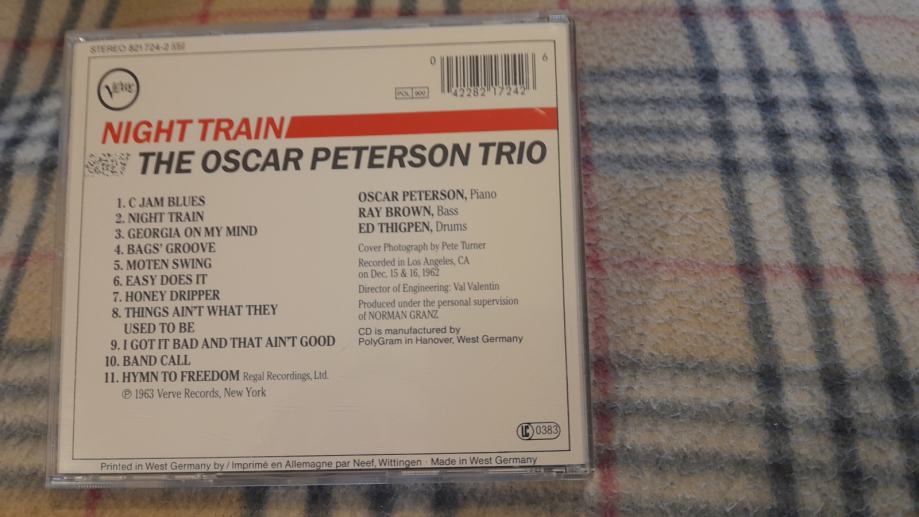 STEREO 821 724-2
VERVE
0 42282 17242 6
POL 900
NIGHT TRAIN
THE OSCAR PETERSON TRIO
1. C JAM BLUES
2. NIGHT TRAIN
3. GEORGIA ON MY MIND
4. BAGS' GROOVE
5. MOTEN SWING
6. EASY DOES IT
7. HONEY DRIPPER
8. THINGS AIN'T WHAT THEY
USED TO BE
9. I GOT IT BAD AND THAT AIN'T GOOD
10. BAND CALL
11. HYMN TO FREEDOM Regal Recordings, Ltd.
℗ 1963 Verve Records, New York
OSCAR PETERSON, Piano
RAY BROWN, Bass
ED THIGPEN, Drums
Cover Photograph by Pete Turner
Recorded in Los Angeles, CA
on Dec. 15 & 16, 1962
Director of Engineering: Val Valentin
Produced under the personal supervision
of NORMAN GRANZ
CD is manufactured by
PolyGram in Hanover, West Germany
LC 0383
Printed in West Germany by / Imprimé en Allemagne par Neef, Wittingen · Made in West Germany